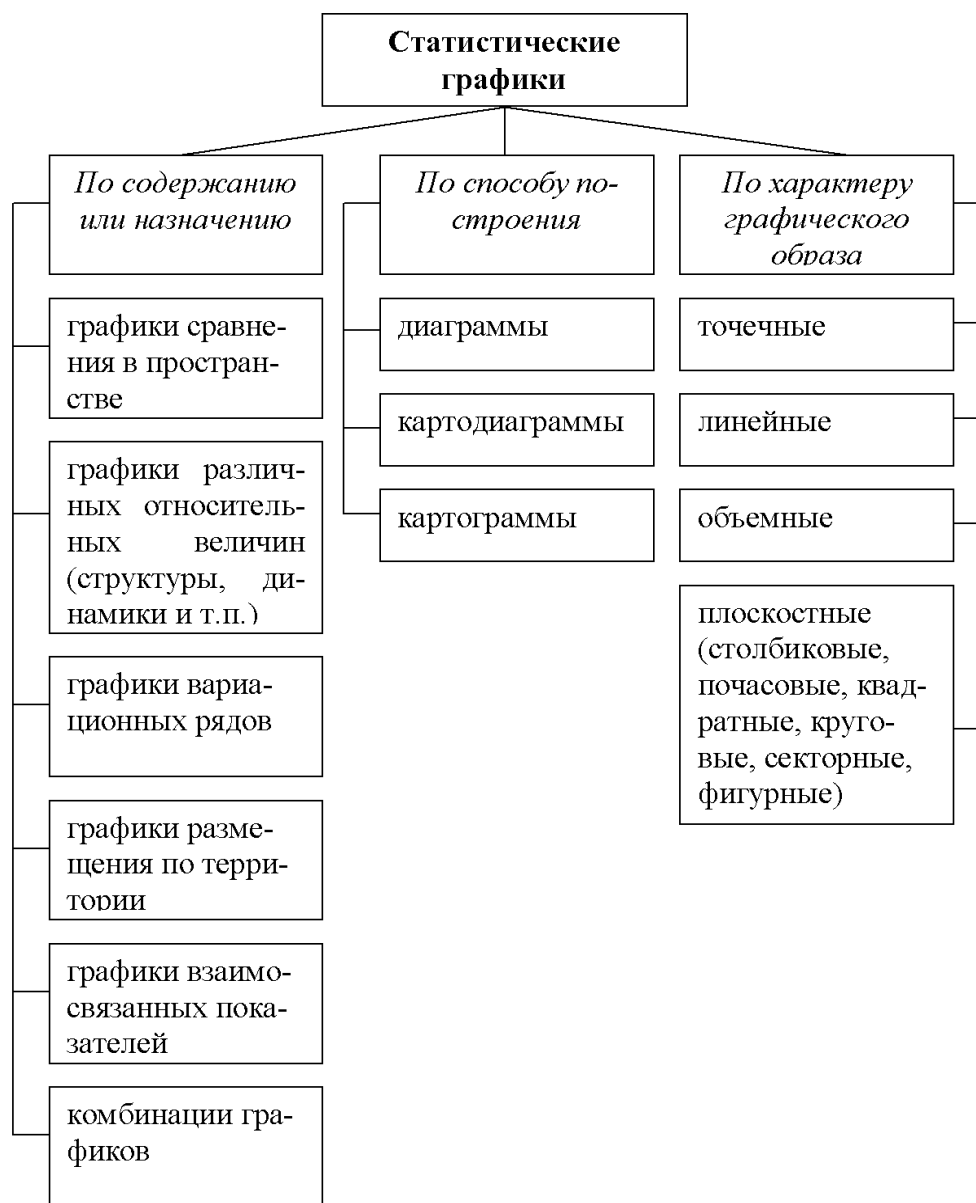 Статистические
графики
По содержанию
или назначению
графики сравне-
ния в простран-
стве
графики различ-
ных относитель-
ных величин
(структуры, ди-
намики и т.п.)
графики вариа-
ционных рядов
графики разме-
щения по терри-
тории
графики взаимо-
связанных пока-
зателей
комбинации гра-
фиков
По способу по-
строения
диаграммы
картодиаграммы
картограммы
По характеру
графического
образа
точечные
линейные
объемные
плоскостные
(столбиковые,
почасовые, квад-
ратные, круго-
вые, секторные,
фигурные)